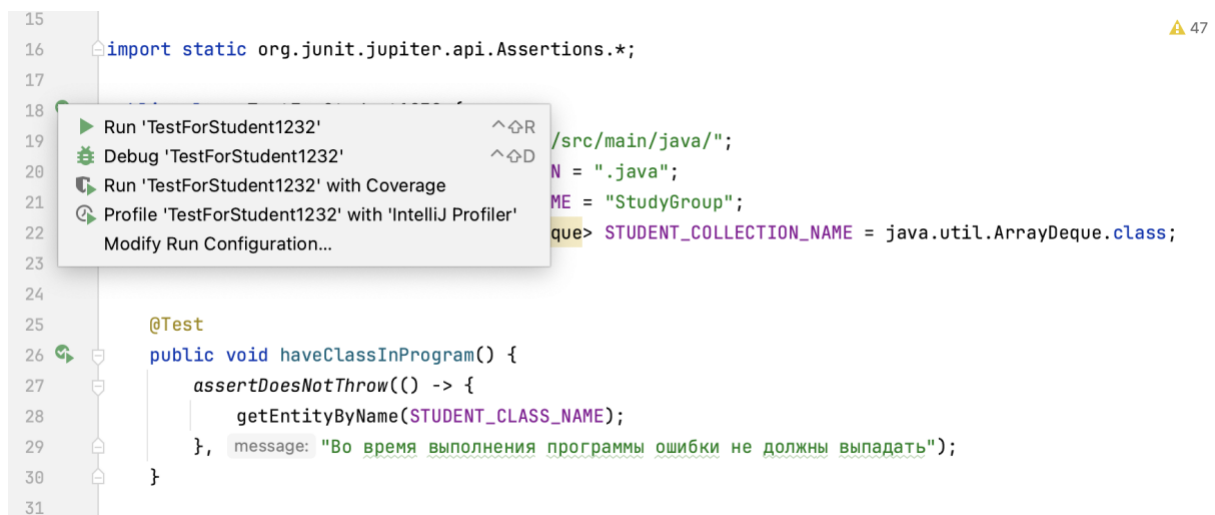 15
47
16 import static org.junit.jupiter.api.Assertions.*;
17
18
Run 'TestForStudent1232' ^⇧R
19 /src/main/java/";
Debug 'TestForStudent1232' ^⇧D
20 N = ".java";
Run 'TestForStudent1232' with Coverage
21 ME = "StudyGroup";
Profile 'TestForStudent1232' with 'IntelliJ Profiler'
22 que> STUDENT_COLLECTION_NAME = java.util.ArrayDeque.class;
Modify Run Configuration...
23
24
25 @Test
26 public void haveClassInProgram() {
27 assertDoesNotThrow(() -> {
28 getEntityByName(STUDENT_CLASS_NAME);
29 }, message: "Во время выполнения программы ошибки не должны выпадать");
30 }
31